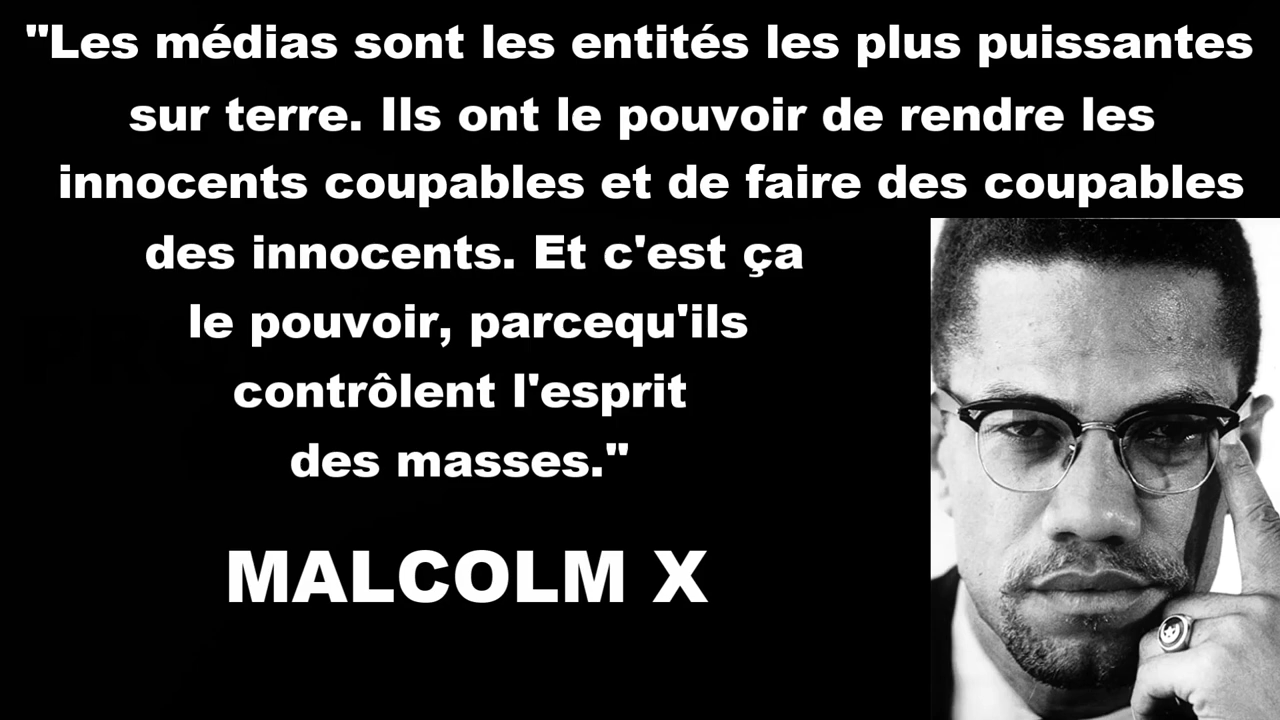 "Les médias sont les entités les plus puissantes
sur terre. Ils ont le pouvoir de rendre les
innocents coupables et de faire des coupables
des innocents. Et c'est ça
le pouvoir, parcequ'ils
contrôlent l'esprit
des masses."
MALCOLM X